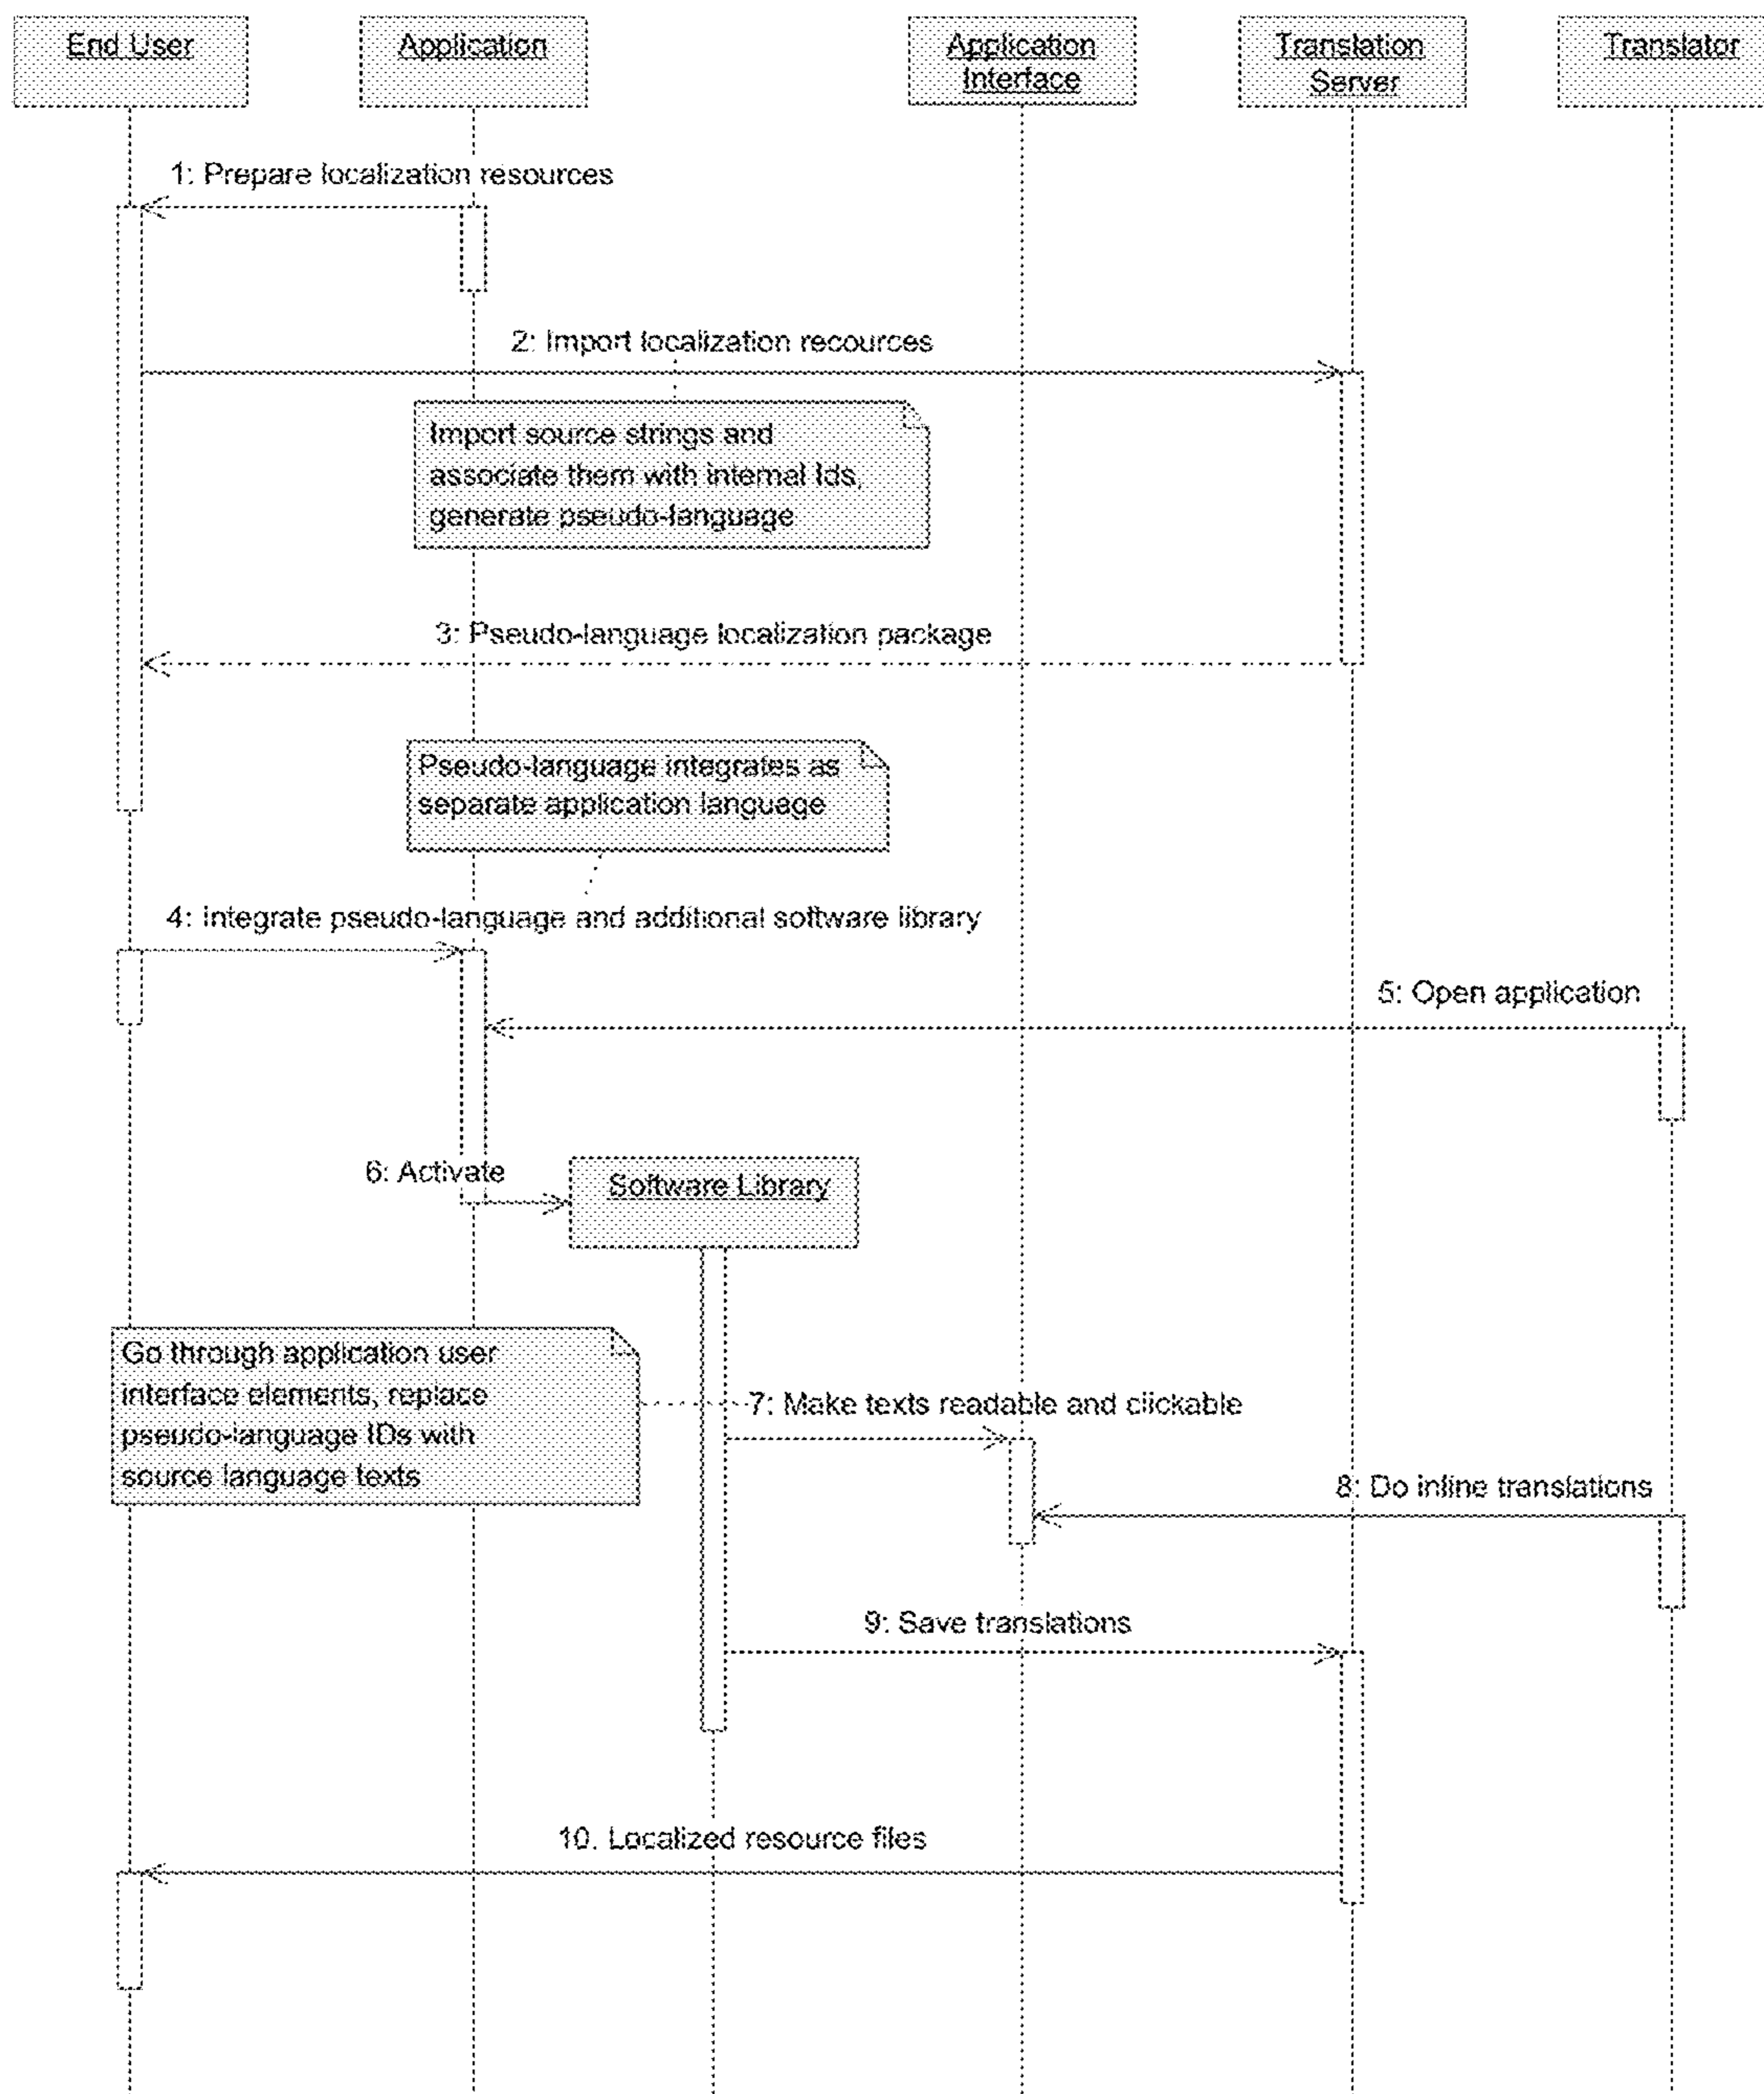 End User
Application
Application
Interface
Translation
Server
Translator
1: Prepare localization resources
2: Import localization recources
Import source strings and
associate them with internal Ids,
generate pseudo-language
3: Pseudo-language localization package
Pseudo-language integrates as
separate application language
4: Integrate pseudo-language and additional software library
5: Open application
6: Activate
Software Library
Go through application user
interface elements, replace
pseudo-language IDs with
source language texts
7: Make texts readable and clickable
8: Do inline translations
9: Save translations
10. Localized resource files